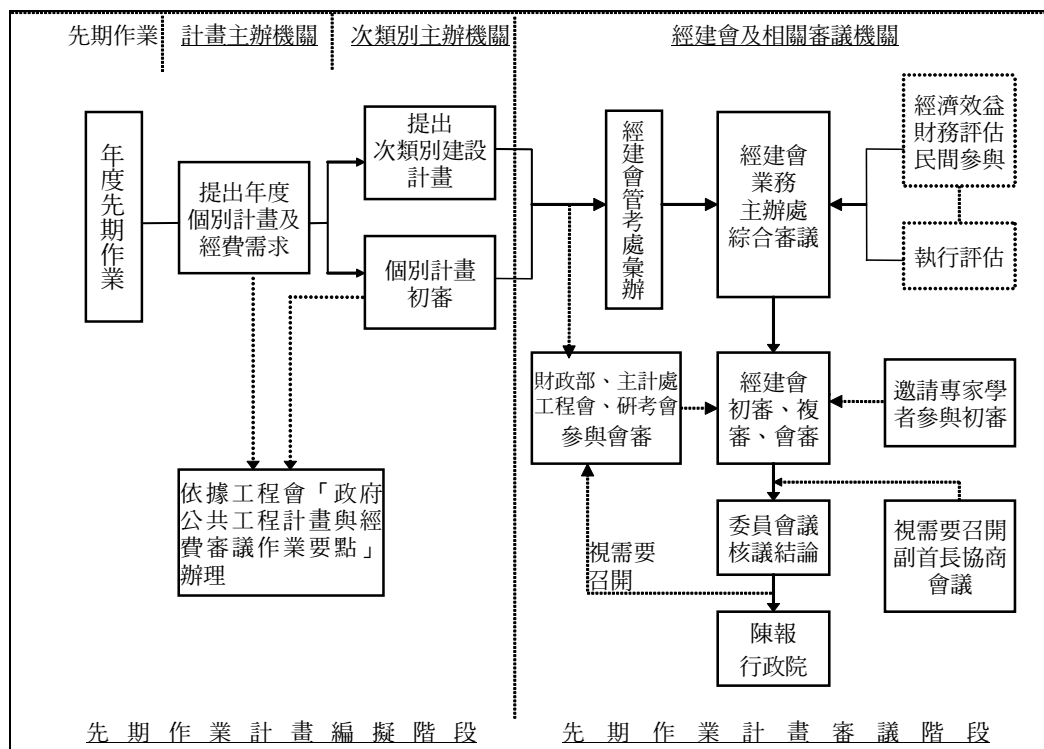 先期作業
計畫主辦機關
次類別主辦機關
經建會及相關審議機關
年度先期作業
提出年度
個別計畫及
經費需求
提出
次類別建設
計畫
個別計畫
初審
經建會管考處彙辦
經建會
業務
主辦處
綜合審議
經濟效益
財務評估
民間參與
執行評估
財政部、主計處
工程會、研考會
參與會審
經建會
初審、複
審、會審
邀請專家學
者參與初審
依據工程會「政府
公共工程計畫與經
費審議作業要點」
辦理
視需要
召開
委員會議
核議結論
視需要召開
副首長協商
會議
陳報
行政院
先期作業計畫編擬階段
先期作業計畫審議階段